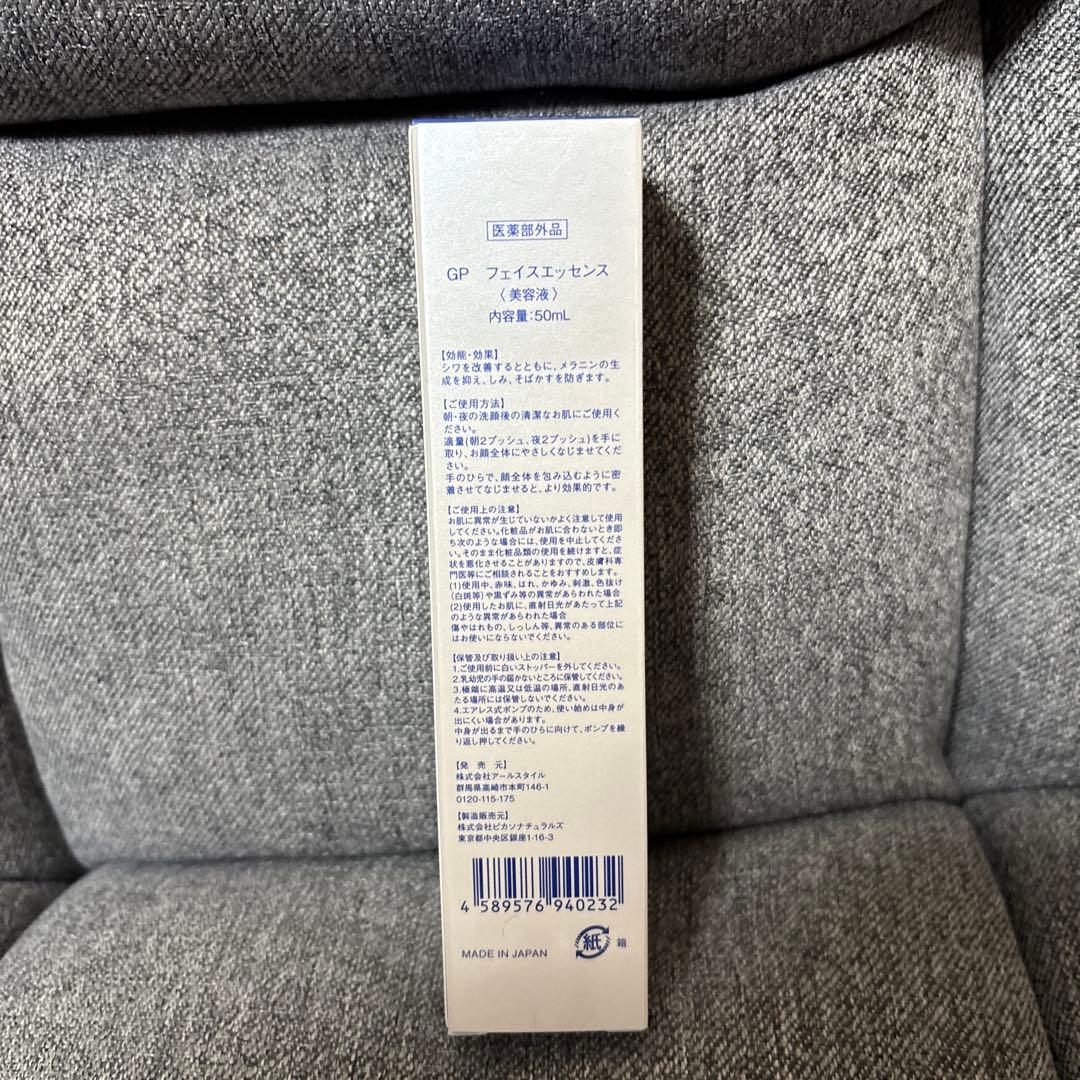 医薬部外品
GP フェイスエッセンス
〈美容液〉
内容量:50mL
【効能・効果】
シワを改善するとともに、メラニンの生
成を抑え、しみ、そばかすを防ぎます。
【ご使用方法】
朝・夜の洗顔後の清潔なお肌にご使用く
ださい。
適量(朝2プッシュ、夜2プッシュ)を手に
取り、お顔全体にやさしくなじませてくだ
さい。
手のひらで、顔全体を包み込むように密
着させてなじませると、より効果的です。
【ご使用上の注意】
お肌に異常が生じていないかよく注意して使用
してください。化粧品がお肌に合わないとき即
ち次のような場合には、使用を中止してくださ
い。そのまま化粧品類の使用を続けますと、症
状を悪化させることがありますので、皮膚科専
門医等にご相談されることをおすすめします。
(1)使用中、赤味、はれ、かゆみ、刺激、色抜け
(白斑等)や黒ずみ等の異常があらわれた場合
(2)使用したお肌に、直射日光があたって上記
のような異常があらわれた場合
傷やはれもの、しっしん等、異常のある部位に
はお使いにならないでください。
【保管及び取り扱い上の注意】
1.ご使用前に白いストッパーを外してください。
2.乳幼児の手の届かないところに保管してください。
3.極端に高温又は低温の場所、直射日光のあ
たる場所には保管しないでください。
4.エアレス式ポンプのため、使い始めは中身が
出にくい場合があります。
中身が出るまで手のひらに向けて、ポンプを繰
り返し押してください。
【発 売 元】
株式会社アールスタイル
群馬県高崎市本町146-1
0120-115-175
【製造販売元】
株式会社ピカソナチュラルズ
東京都中央区銀座1-16-3
4 589576 940232
紙 箱
MADE IN JAPAN